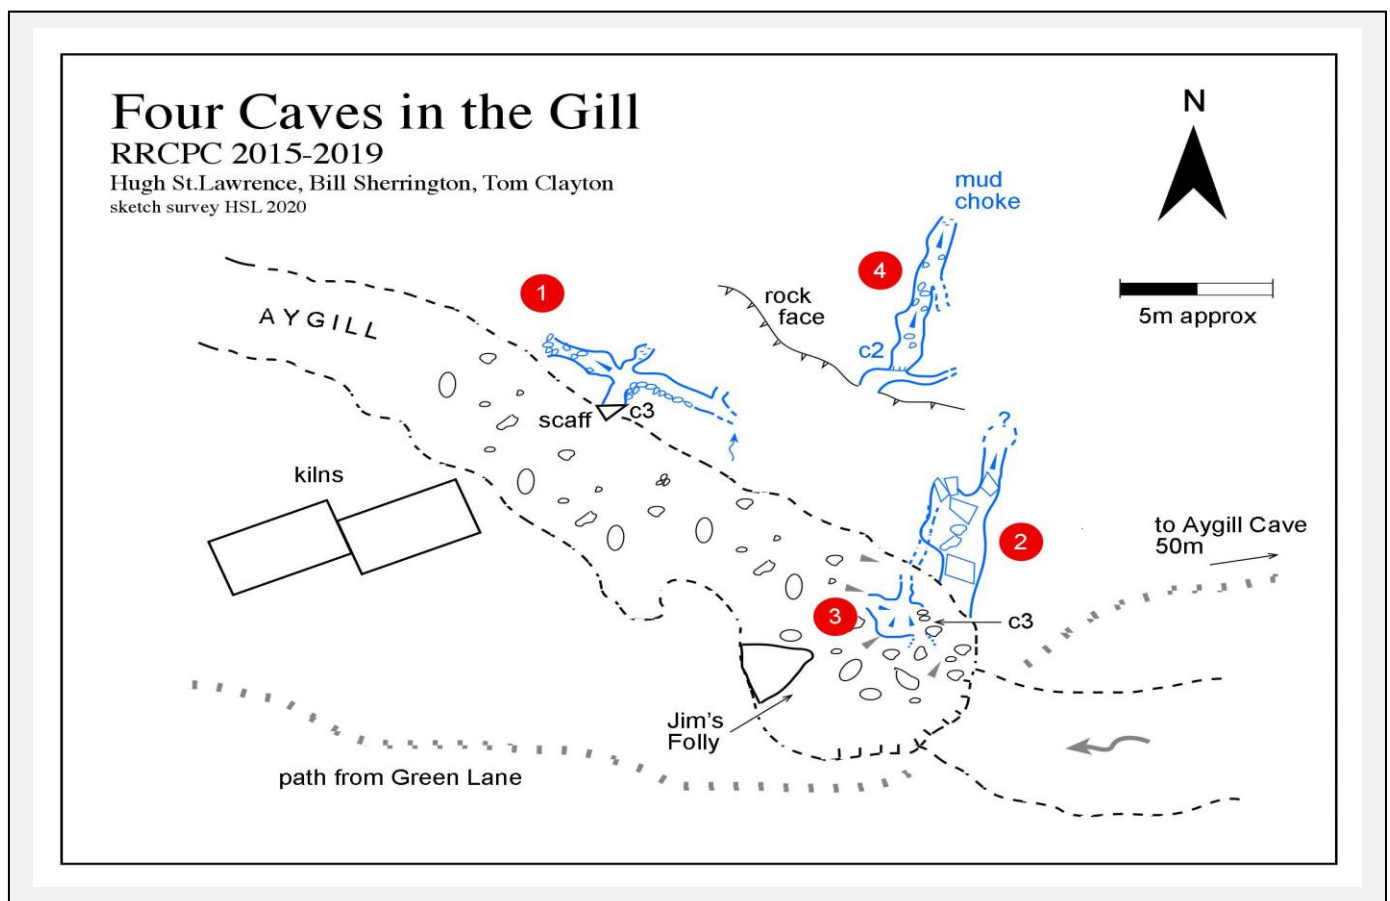 Four Caves in the Gill
RRCPC 2015-2019
Hugh St.Lawrence, Bill Sherrington, Tom Clayton
sketch survey HSL 2020
N
mud
choke
4
1
rock
face
5m approx
AYGILL
c2
scaff
c3
?
kilns
2
to Aygill Cave
50m
3
c3
Jim's
Folly
path from Green Lane